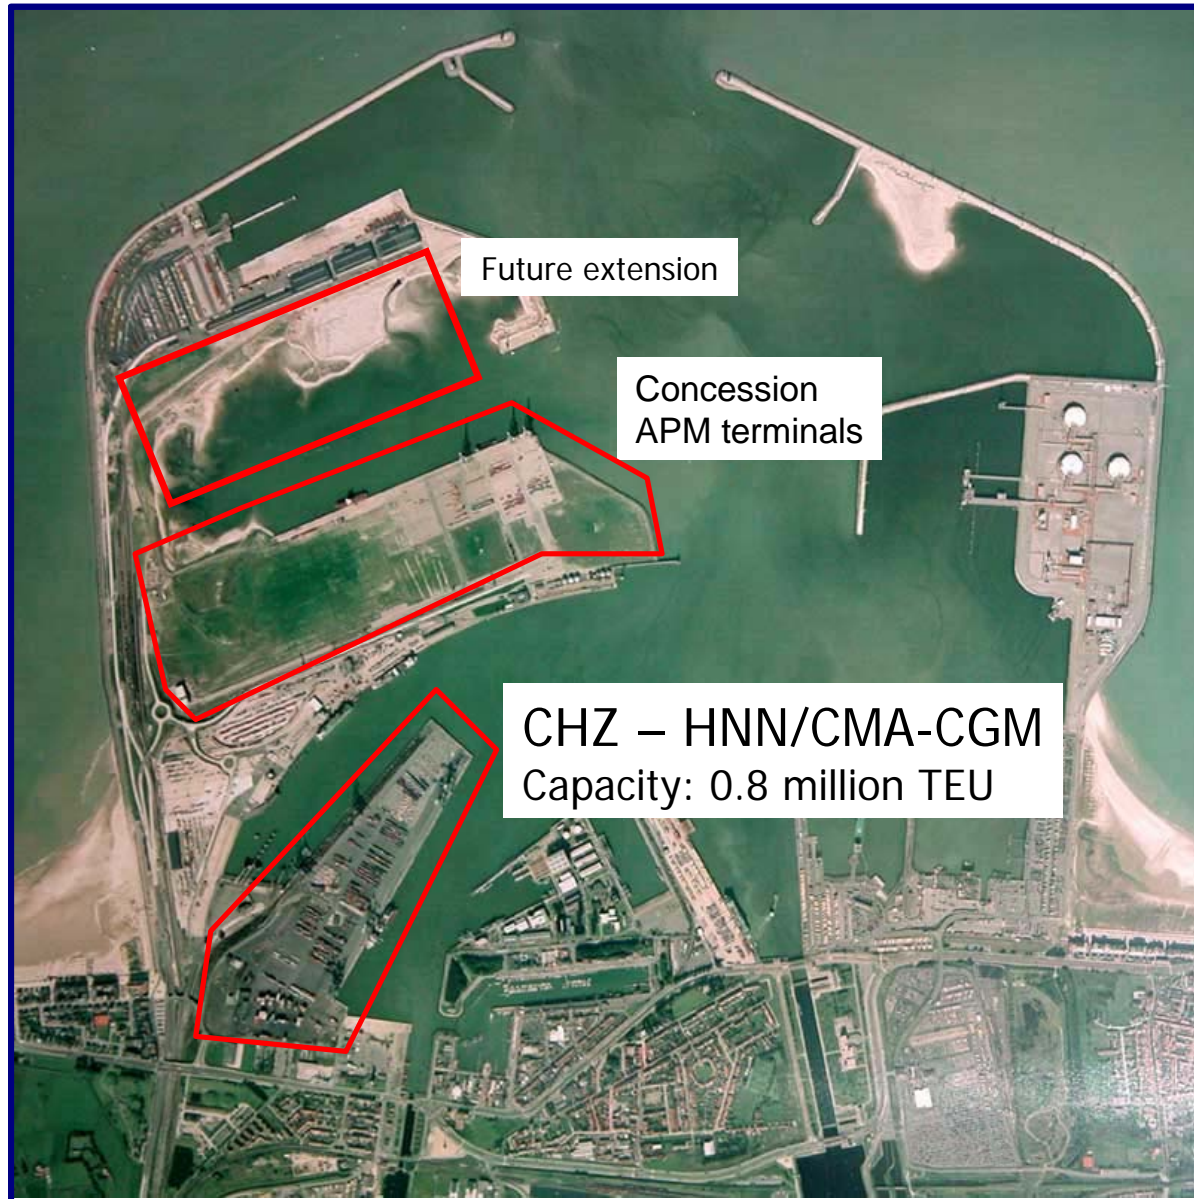 Future extension
Concession
APM terminals
CHZ – HNN/CMA-CGM
Capacity: 0.8 million TEU